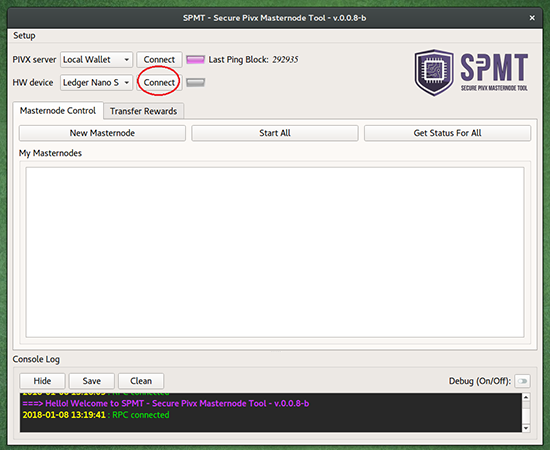 SPMT - Secure Pivx Masternode Tool - v.0.0.8-b
Setup
PIVX server Local Wallet Connect Last Ping Block: 292935
HW device Ledger Nano S Connect
SPMT
SECURE PIVX MASTERNODE TOOL
Masternode Control Transfer Rewards
New Masternode Start All Get Status For All
My Masternodes
Console Log
Hide Save Clean Debug (On/Off):
RPC connected
===> Hello! Welcome to SPMT - Secure Pivx Masternode Tool - v.0.0.8-b
2018-01-08 13:19:41 : RPC connected